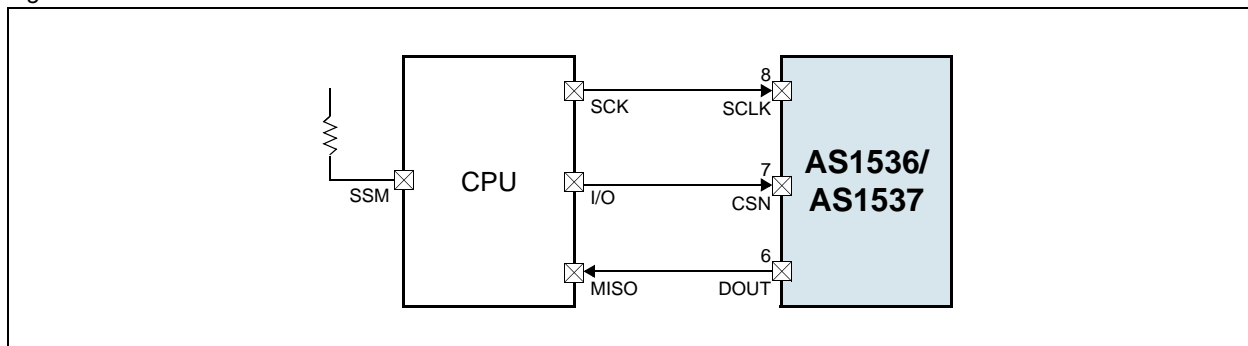 8
SCK SCLK
AS1536/
AS1537
CPU
7
SSM
I/O CSN
6
MISO DOUT